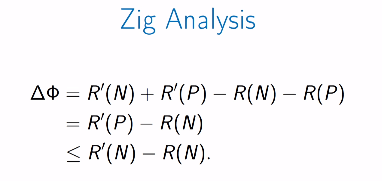 Zig Analysis
ΔΦ = R′(N) + R′(P) − R(N) − R(P)
= R′(P) − R(N)
≤ R′(N) − R(N).